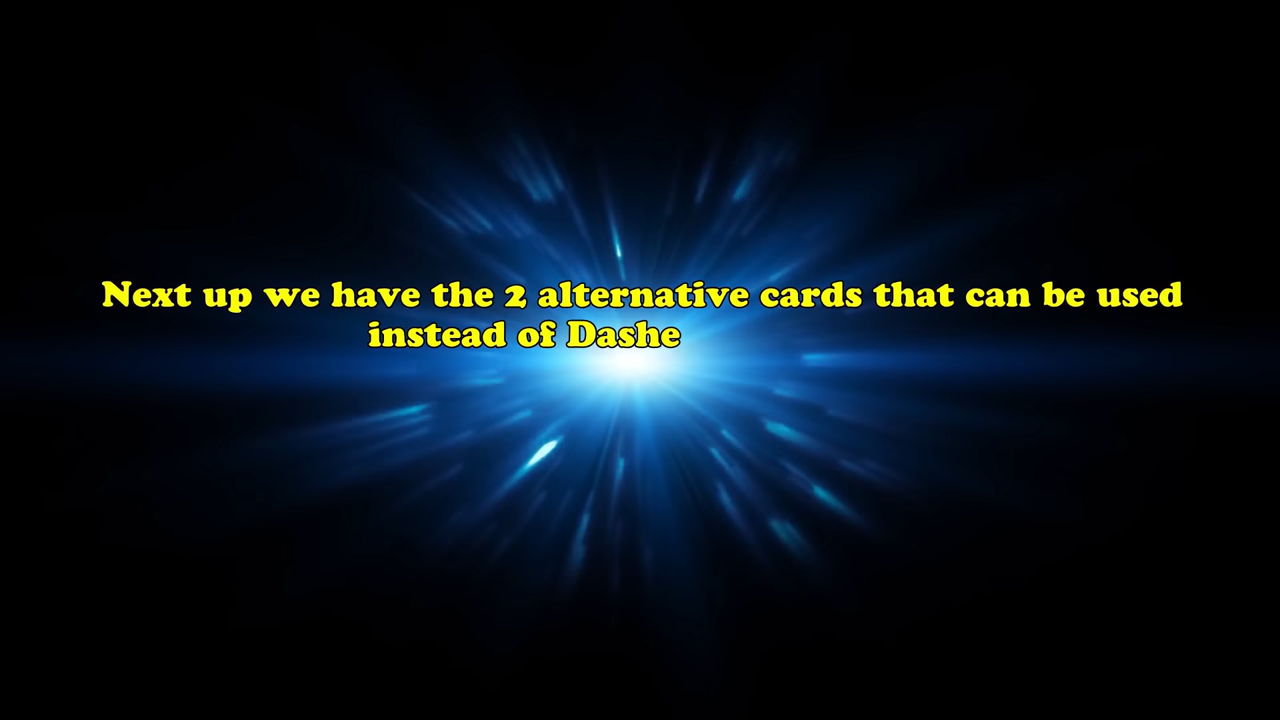 Next up we have the 2 alternative cards that can be used
instead of Dashe